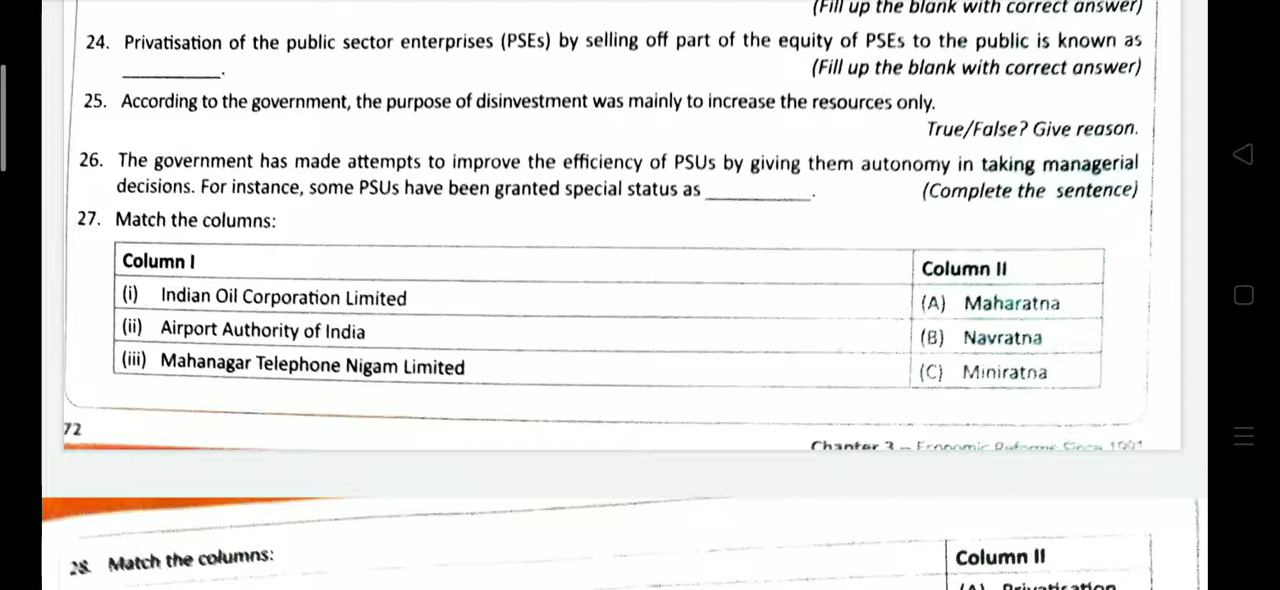 (Fill up the blank with correct answer)
24. Privatisation of the public sector enterprises (PSEs) by selling off part of the equity of PSEs to the public is known as
__________. (Fill up the blank with correct answer)
25. According to the government, the purpose of disinvestment was mainly to increase the resources only.
True/False? Give reason.
26. The government has made attempts to improve the efficiency of PSUs by giving them autonomy in taking managerial
decisions. For instance, some PSUs have been granted special status as __________. (Complete the sentence)
27. Match the columns:
Column I Column II
(i) Indian Oil Corporation Limited (A) Maharatna
(ii) Airport Authority of India (B) Navratna
(iii) Mahanagar Telephone Nigam Limited (C) Miniratna
72
Chapter 3 – Economic Reforms Since 1991
28. Match the columns:
Column II
(A) Privatisation